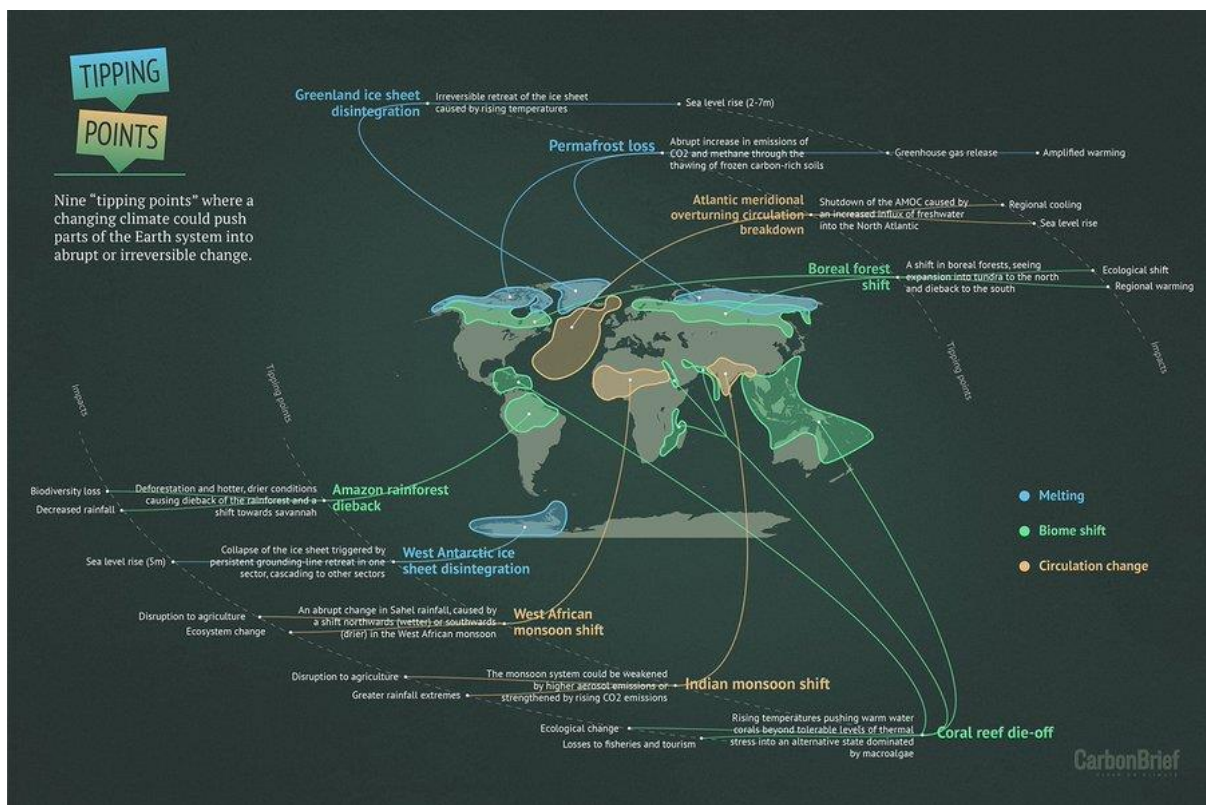 TIPPING
POINTS
Nine “tipping points” where a
changing climate could push
parts of the Earth system into
abrupt or irreversible change.
Greenland ice sheet
disintegration
Irreversible retreat of the ice sheet
caused by rising temperatures
Sea level rise (2-7m)
Permafrost loss
Abrupt increase in emissions of
CO2 and methane through the
thawing of frozen carbon-rich soils
Greenhouse gas release
Amplified warming
Atlantic meridional
overturning circulation
breakdown
Shutdown of the AMOC caused by
an increased influx of freshwater
into the North Atlantic
Regional cooling
Sea level rise
Boreal forest
shift
A shift in boreal forests, seeing
expansion into tundra to the north
and dieback to the south
Ecological shift
Regional warming
Tipping points
Impacts
Impacts
Tipping points
Biodiversity loss
Decreased rainfall
Deforestation and hotter, drier conditions
causing dieback of the rainforest and a
shift towards savannah
Amazon rainforest
dieback
Sea level rise (5m)
Collapse of the ice sheet triggered by
persistent grounding-line retreat in one
sector, cascading to other sectors
West Antarctic ice
sheet disintegration
Disruption to agriculture
Ecosystem change
An abrupt change in Sahel rainfall, caused by
a shift northwards (wetter) or southwards
(drier) in the West African monsoon
West African
monsoon shift
Disruption to agriculture
Greater rainfall extremes
The monsoon system could be weakened
by higher aerosol emissions or
strengthened by rising CO2 emissions
Indian monsoon shift
Ecological change
Losses to fisheries and tourism
Rising temperatures pushing warm water
corals beyond tolerable levels of thermal
stress into an alternative state dominated
by macroalgae
Coral reef die-off
Melting
Biome shift
Circulation change
CarbonBrief